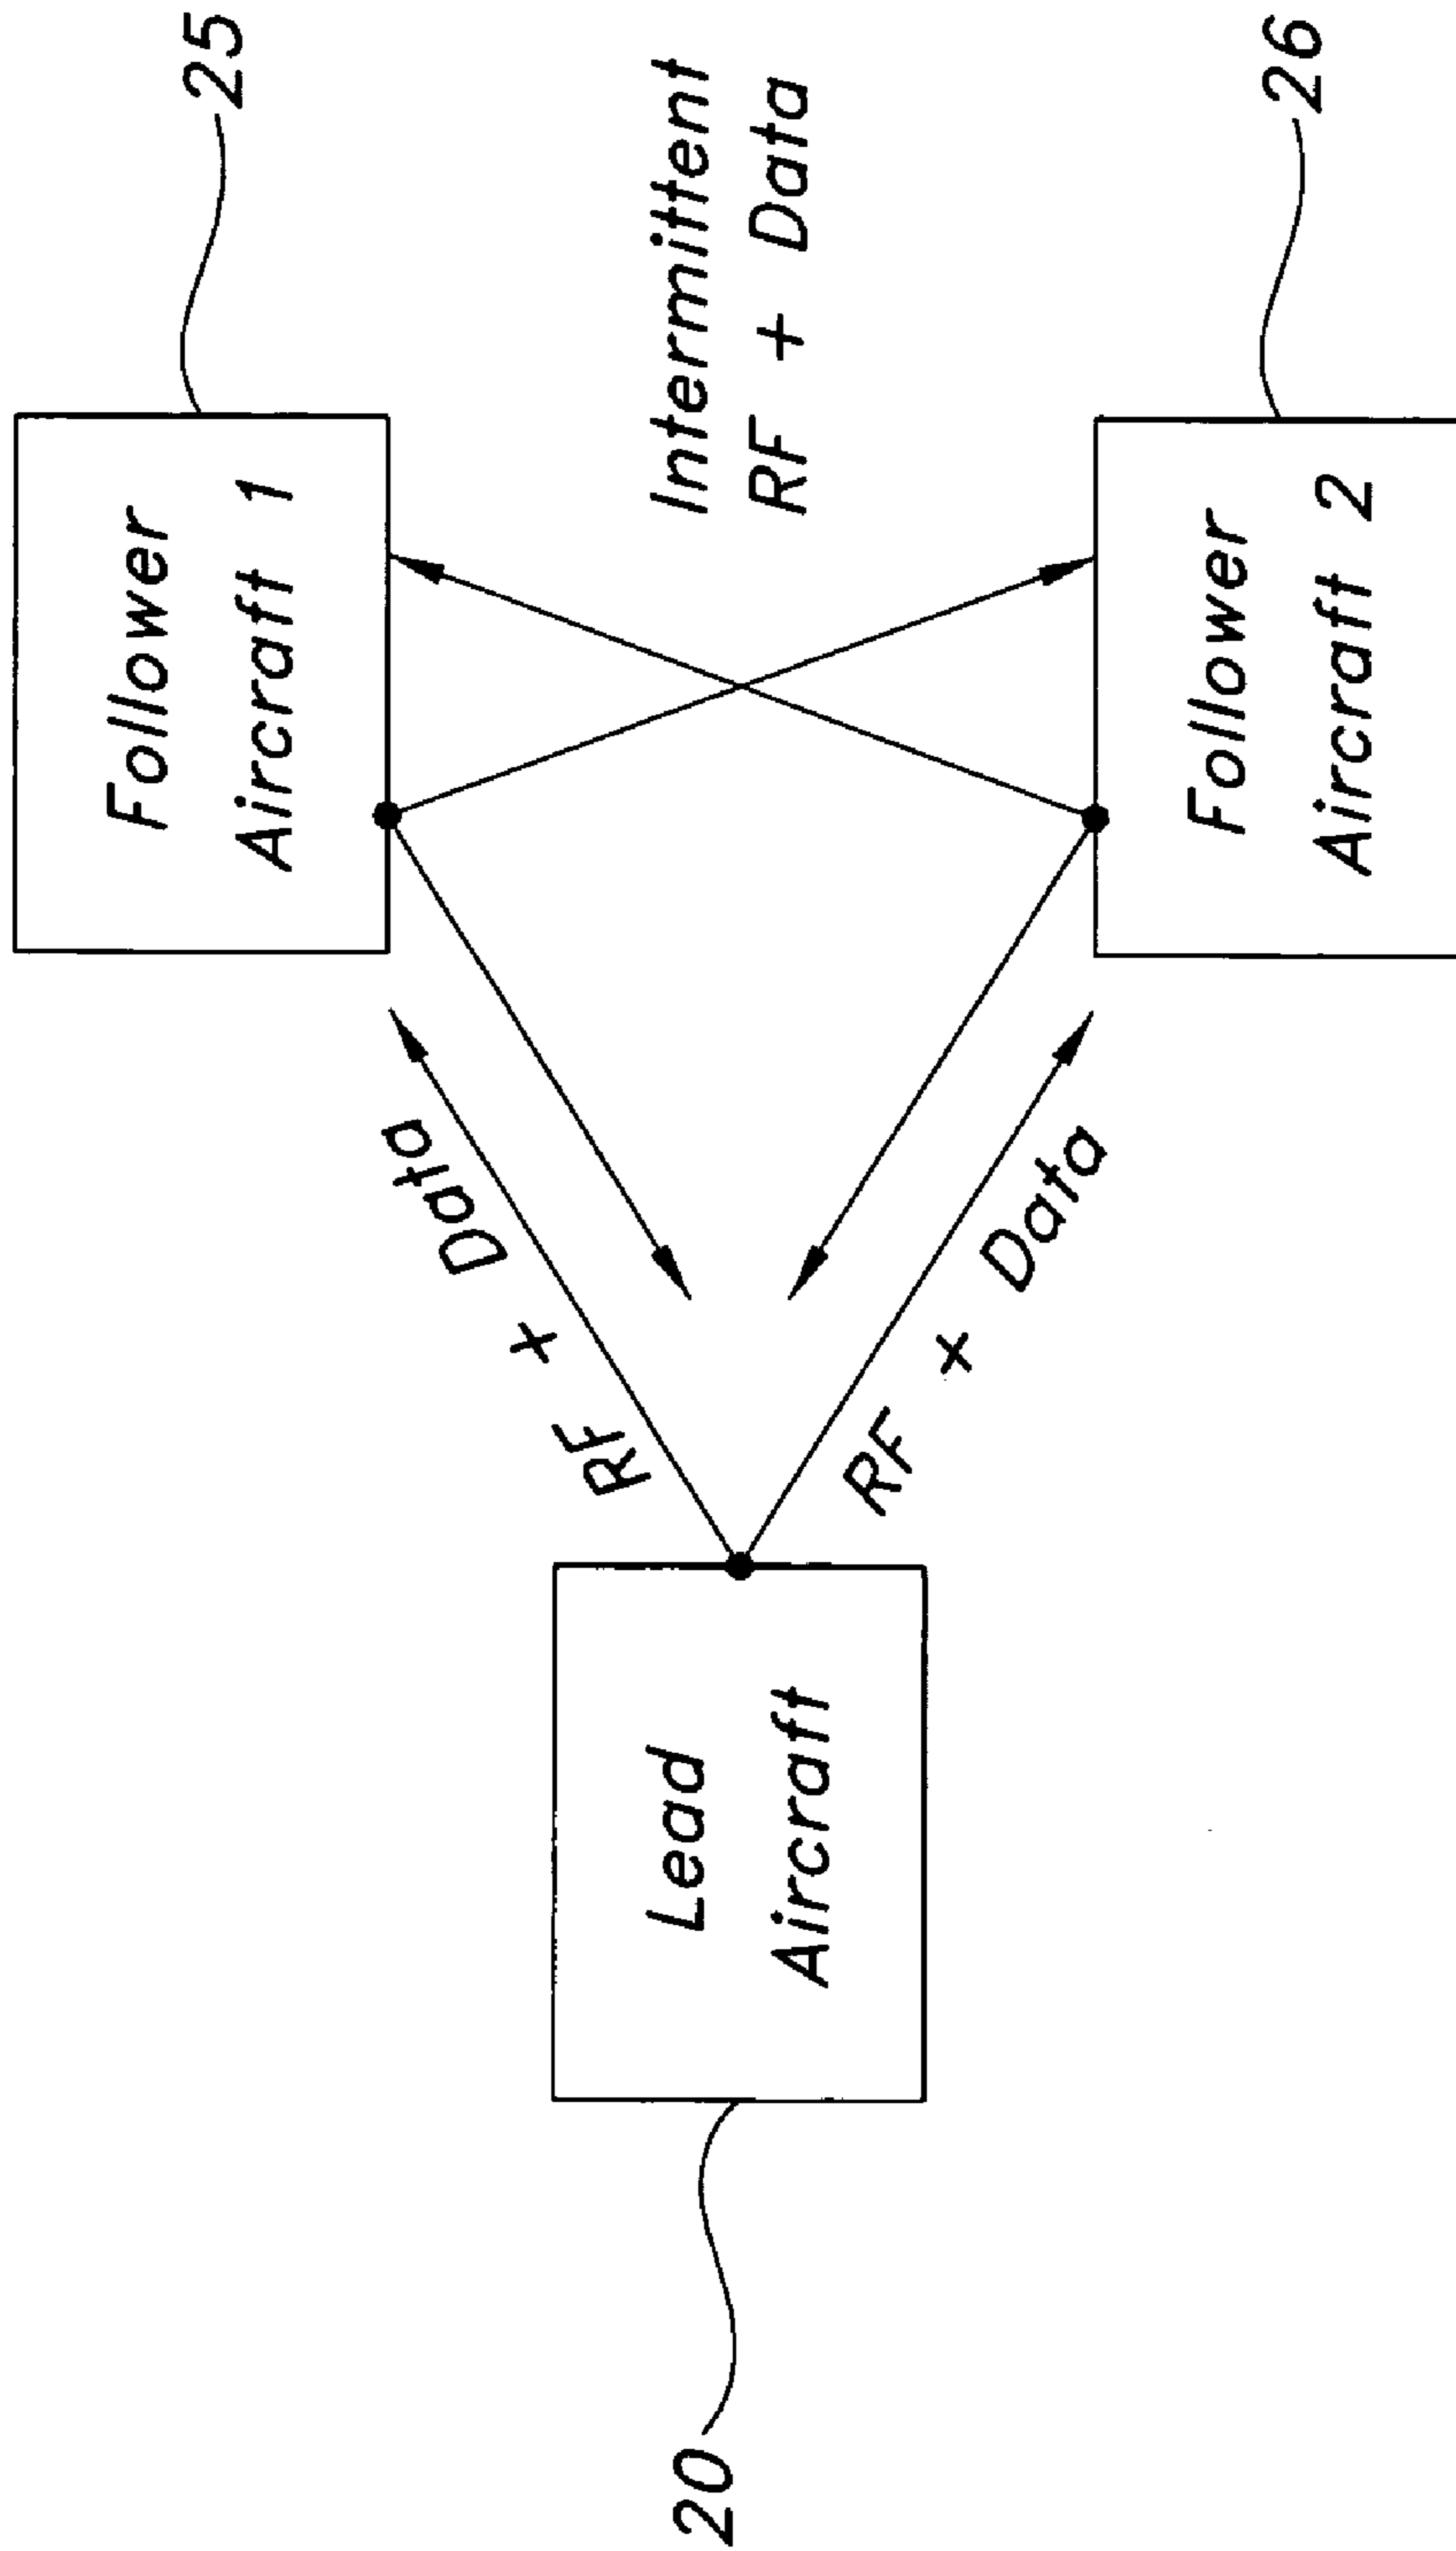 Follower
Aircraft 1
25
RF + Data
Intermittent
RF + Data
Lead
Aircraft
20
RF + Data
Follower
Aircraft 2
26